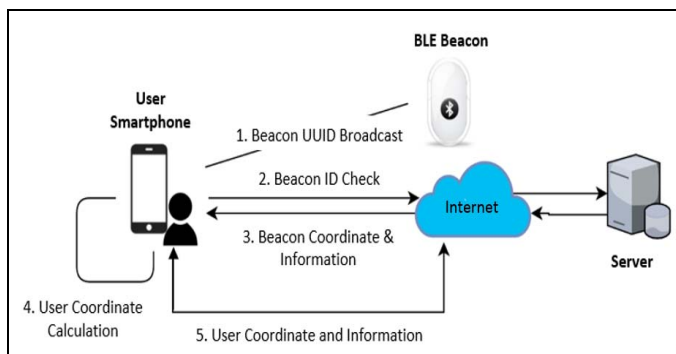 BLE Beacon
User
Smartphone
1. Beacon UUID Broadcast
2. Beacon ID Check
Internet
3. Beacon Coordinate &
Information
Server
4. User Coordinate
Calculation
5. User Coordinate and Information